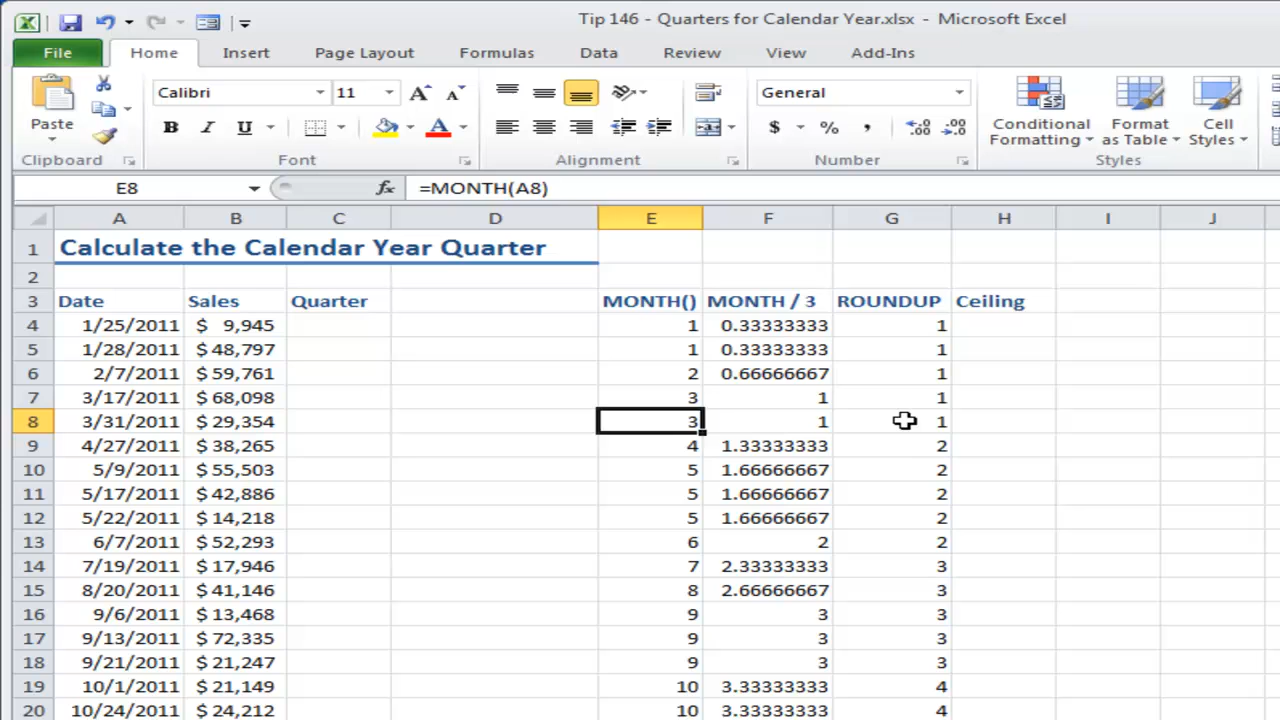 Tip 146 - Quarters for Calendar Year.xlsx - Microsoft Excel
File Home Insert Page Layout Formulas Data Review View Add-Ins
Calibri 11 A A General
Paste B I U A $ % , .0 .00 .00 .0 Conditional Formatting Format as Table Cell Styles
Clipboard Font Alignment Number Styles
E8 fx =MONTH(A8)
A B C D E F G H I J
1 Calculate the Calendar Year Quarter
2
3 Date Sales Quarter MONTH() MONTH / 3 ROUNDUP Ceiling
4 1/25/2011 $ 9,945 1 0.33333333 1
5 1/28/2011 $ 48,797 1 0.33333333 1
6 2/7/2011 $ 59,761 2 0.66666667 1
7 3/17/2011 $ 68,098 3 1 1
8 3/31/2011 $ 29,354 3 1 1
9 4/27/2011 $ 38,265 4 1.33333333 2
10 5/9/2011 $ 55,503 5 1.66666667 2
11 5/17/2011 $ 42,886 5 1.66666667 2
12 5/22/2011 $ 14,218 5 1.66666667 2
13 6/7/2011 $ 52,293 6 2 2
14 7/19/2011 $ 17,946 7 2.33333333 3
15 8/20/2011 $ 41,146 8 2.66666667 3
16 9/6/2011 $ 13,468 9 3 3
17 9/13/2011 $ 72,335 9 3 3
18 9/21/2011 $ 21,247 9 3 3
19 10/1/2011 $ 21,149 10 3.33333333 4
20 10/24/2011 $ 24,212 10 3.33333333 4